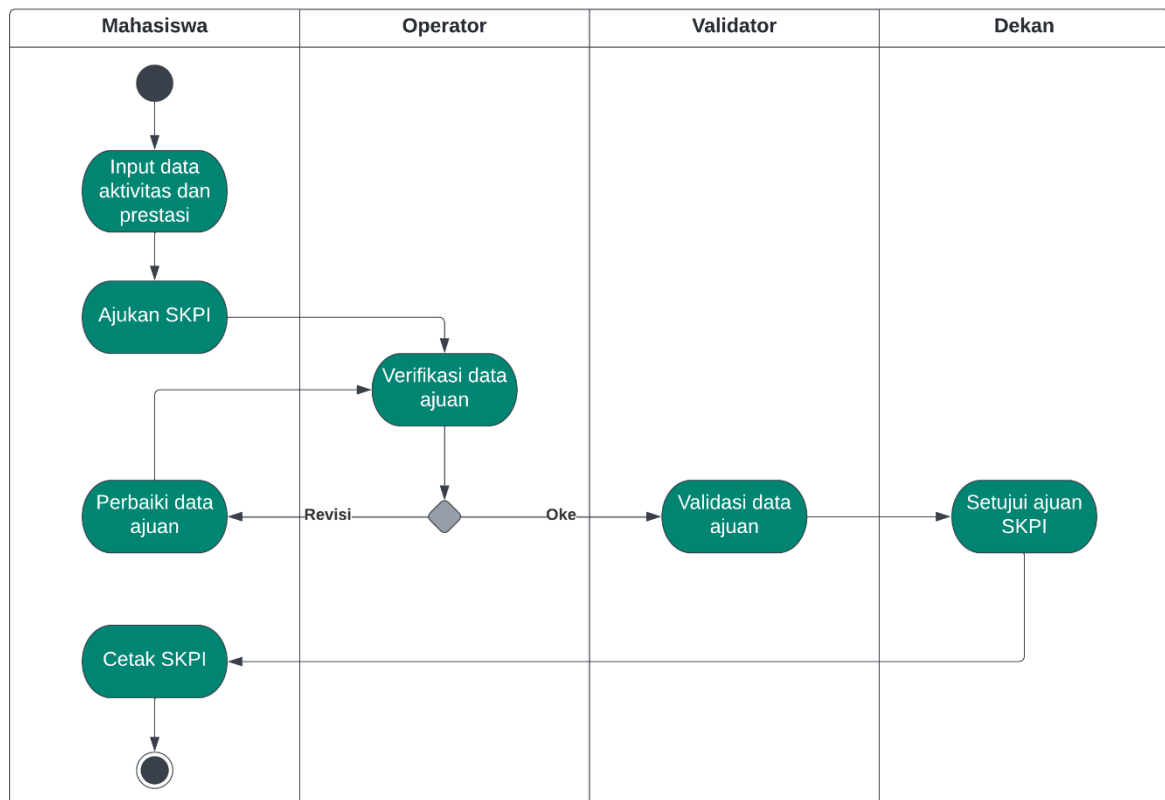 Mahasiswa
Operator
Validator
Dekan
Input data
aktivitas dan
prestasi
Ajukan SKPI
Verifikasi data
ajuan
Perbaiki data
ajuan
Revisi
Oke
Validasi data
ajuan
Setujui ajuan
SKPI
Cetak SKPI